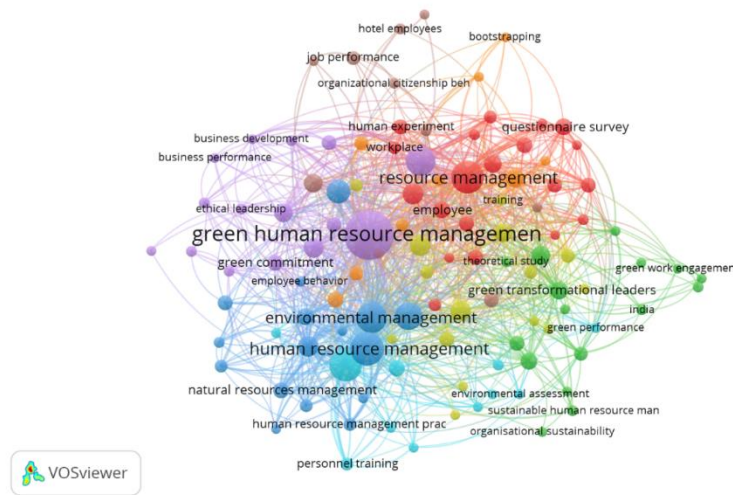 hotel employees
bootstrapping
job performance
organizational citizenship beh
human experiment
questionnaire survey
business development
workplace
business performance
resource management
training
ethical leadership
employee
green human resource managemen
theoretical study
green commitment
green work engagemen
employee behavior
green transformational leaders
india
environmental management
green performance
human resource management
natural resources management
environmental assessment
sustainable human resource man
human resource management prac
organisational sustainability
personnel training
VOSviewer